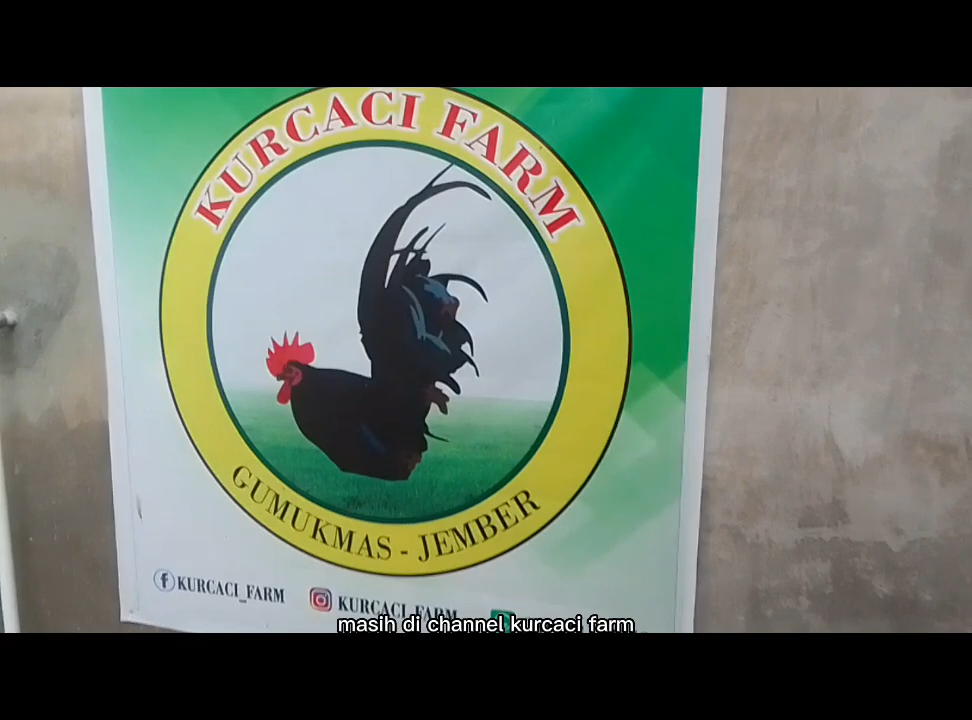 KURCACI FARM
GUMUKMAS - JEMBER
KURCACI_FARM
KURCACI_FARM
masih di channel kurcaci farm